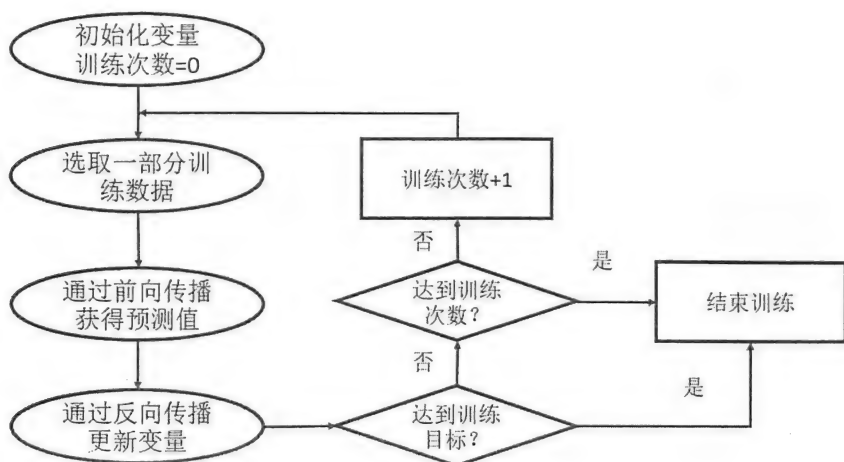 初始化变量
训练次数=0
选取一部分训
练数据
通过前向传播
获得预测值
通过反向传播
更新变量
达到训练
目标？
否
是
达到训练
次数？
否
是
训练次数+1
结束训练